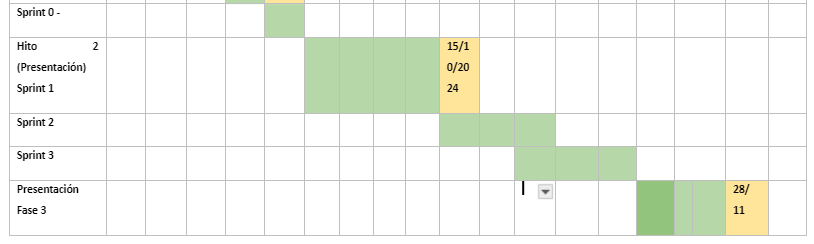 Sprint 0 -
Hito 2
(Presentación)
Sprint 1
15/1
0/20
24
Sprint 2
Sprint 3
Presentación
Fase 3
28/
11